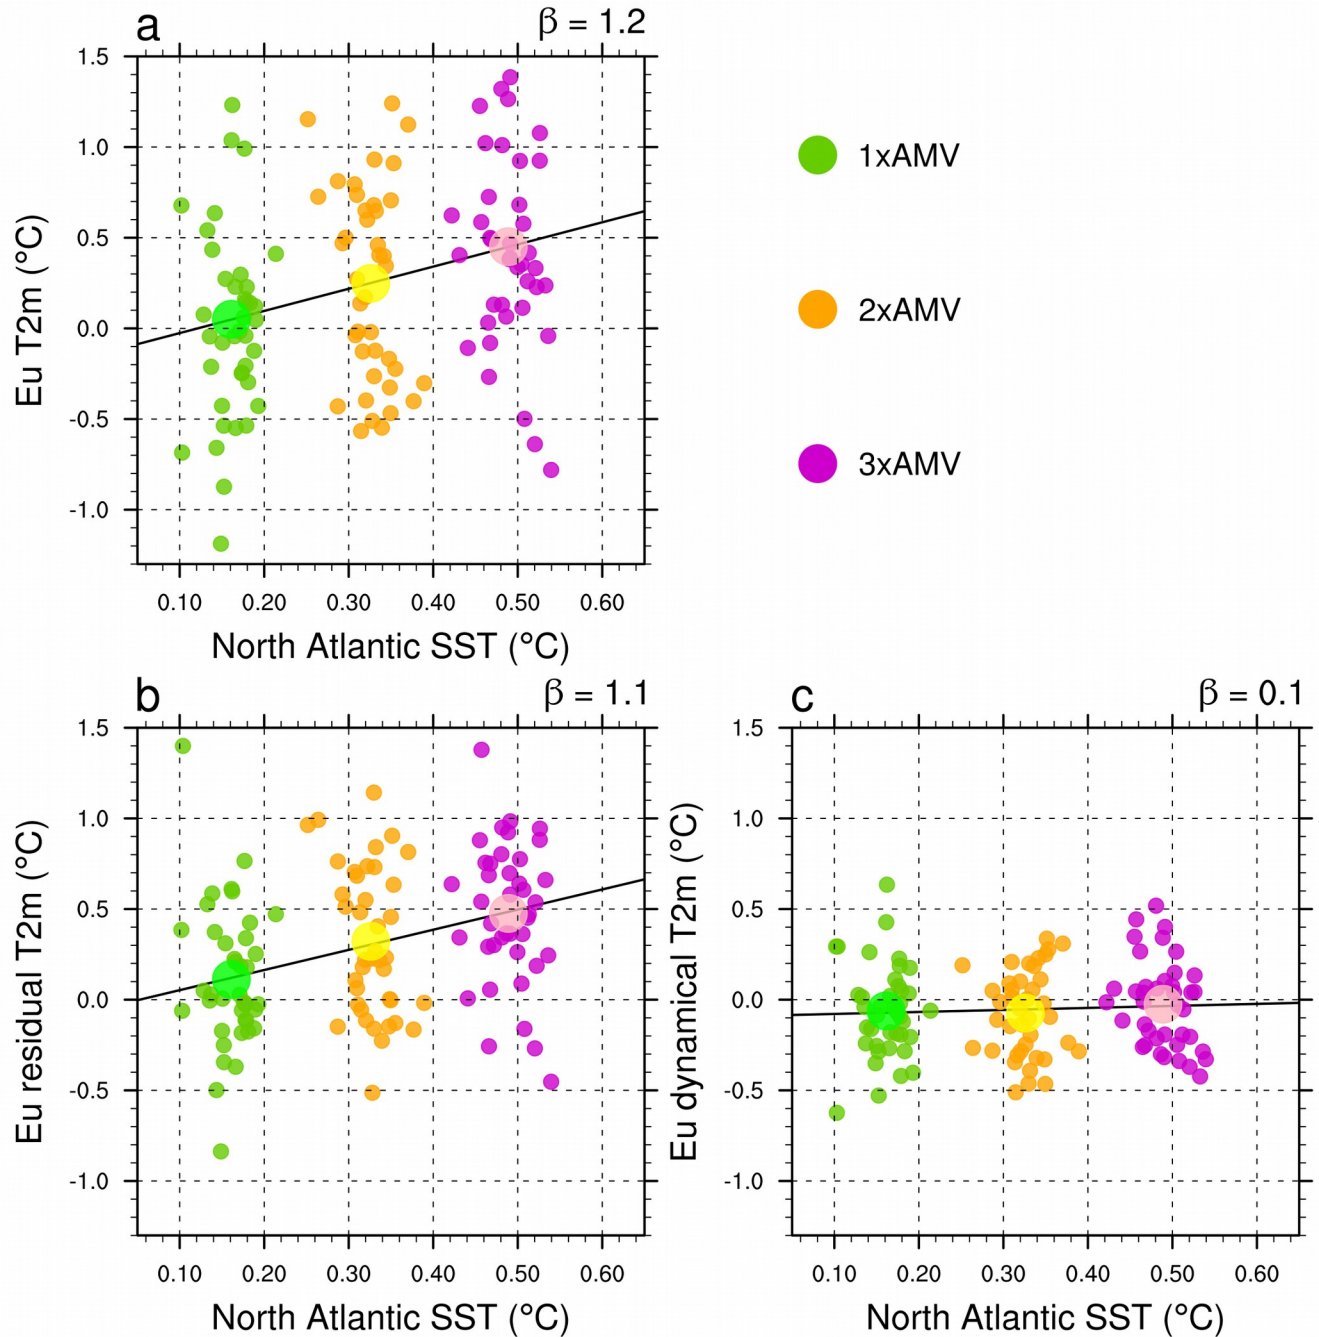 a
β = 1.2
1.5
1.0
0.5
0.0
-0.5
-1.0
Eu T2m (°C)
0.10 0.20 0.30 0.40 0.50 0.60
North Atlantic SST (°C)
1xAMV
2xAMV
3xAMV
b
β = 1.1
1.5
1.0
0.5
0.0
-0.5
-1.0
Eu residual T2m (°C)
0.10 0.20 0.30 0.40 0.50 0.60
North Atlantic SST (°C)
c
β = 0.1
1.5
1.0
0.5
0.0
-0.5
-1.0
Eu dynamical T2m (°C)
0.10 0.20 0.30 0.40 0.50 0.60
North Atlantic SST (°C)